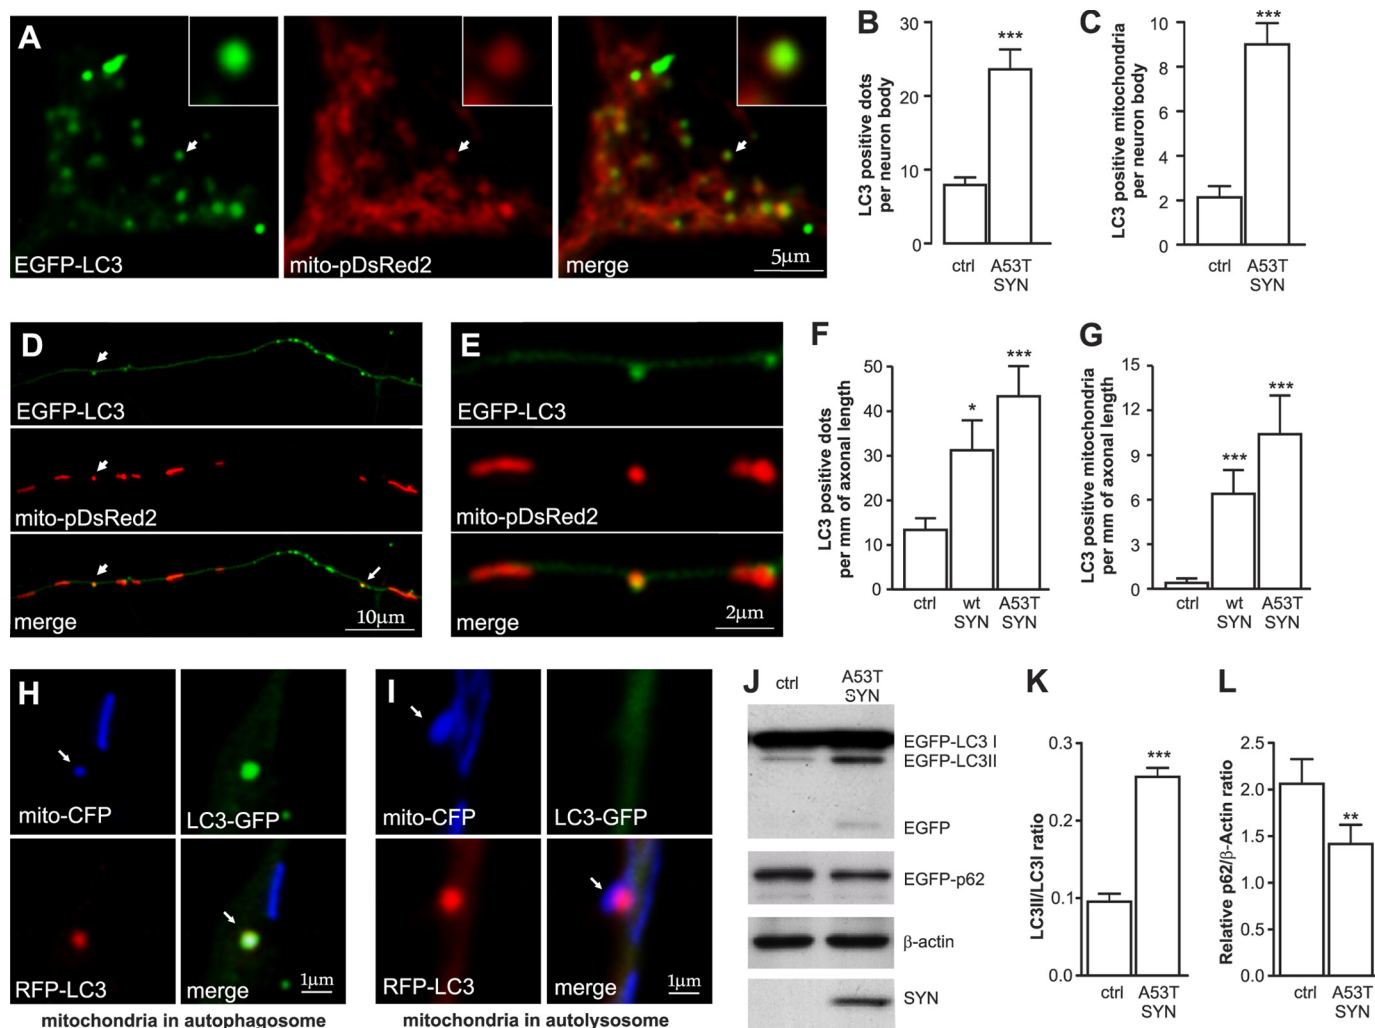 A
EGFP-LC3
mito-pDsRed2
merge
5μm
B
LC3 positive dots
per neuron body
30
20
10
0
***
ctrl
A53T
SYN
C
LC3 positive mitochondria
per neuron body
10
8
6
4
2
0
***
ctrl
A53T
SYN
D
EGFP-LC3
mito-pDsRed2
merge
10μm
E
EGFP-LC3
mito-pDsRed2
merge
2μm
F
LC3 positive dots
per mm of axonal length
50
40
30
20
10
0
*
***
ctrl
wt
SYN
A53T
SYN
G
LC3 positive mitochondria
per mm of axonal length
15
12
9
6
3
0
***
***
ctrl
wt
SYN
A53T
SYN
H
mito-CFP
LC3-GFP
RFP-LC3
merge
1μm
mitochondria in autophagosome
I
mito-CFP
LC3-GFP
RFP-LC3
merge
1μm
mitochondria in autolysosome
J
ctrl
A53T
SYN
EGFP-LC3 I
EGFP-LC3II
EGFP
EGFP-p62
β-actin
SYN
K
LC3II/LC3I ratio
0.3
0.2
0.1
0.0
***
ctrl
A53T
SYN
L
Relative p62/β-Actin ratio
2.5
2.0
1.5
1.0
0.5
0.0
**
ctrl
A53T
SYN